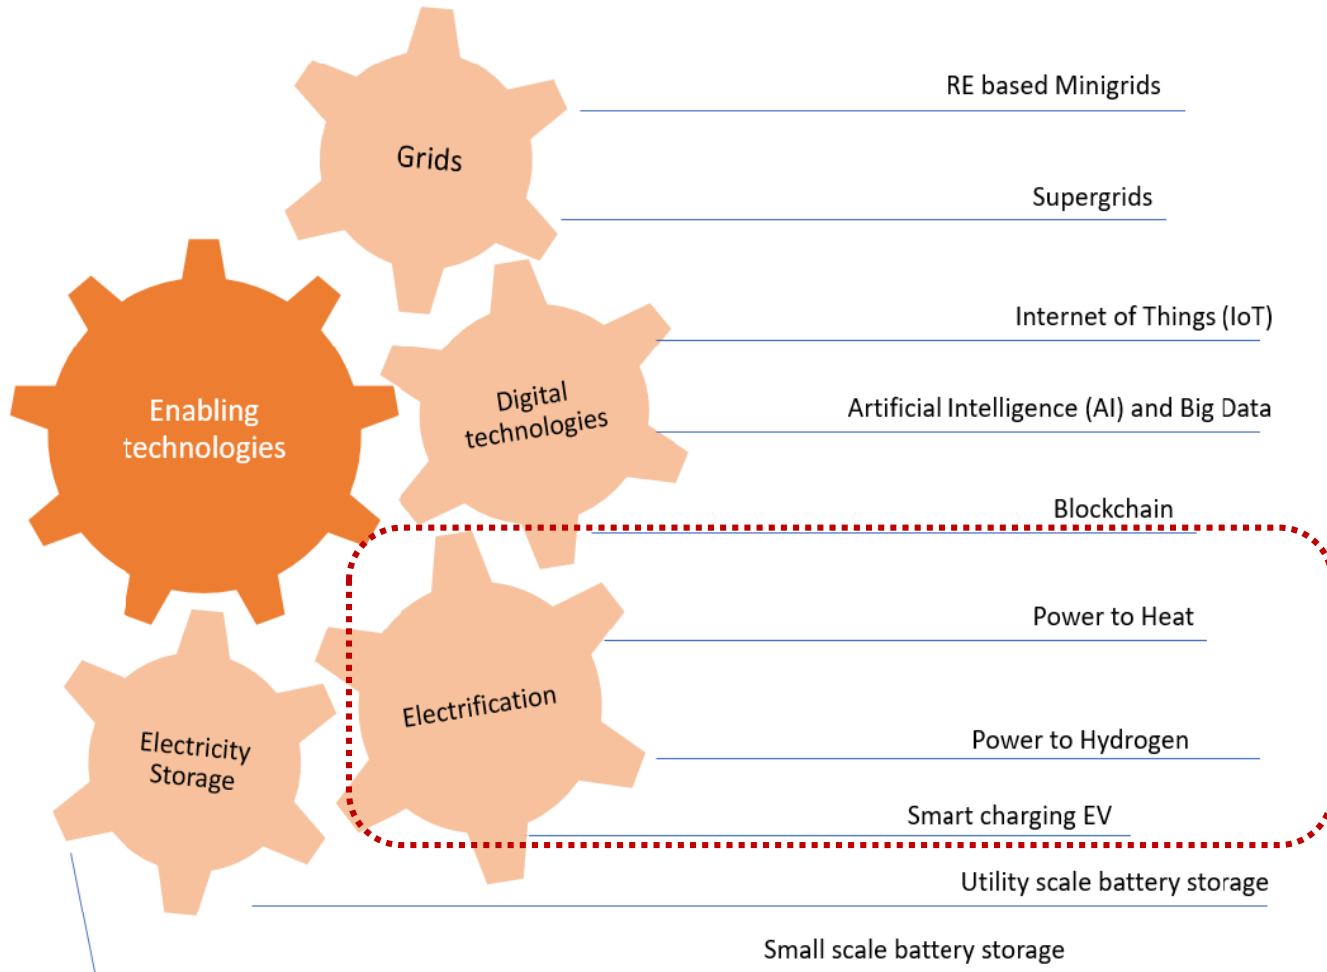 Grids
RE based Minigrids
Supergrids
Enabling
technologies
Digital
technologies
Internet of Things (IoT)
Artificial Intelligence (AI) and Big Data
Blockchain
Electrification
Power to Heat
Power to Hydrogen
Smart charging EV
Electricity
Storage
Utility scale battery storage
Small scale battery storage